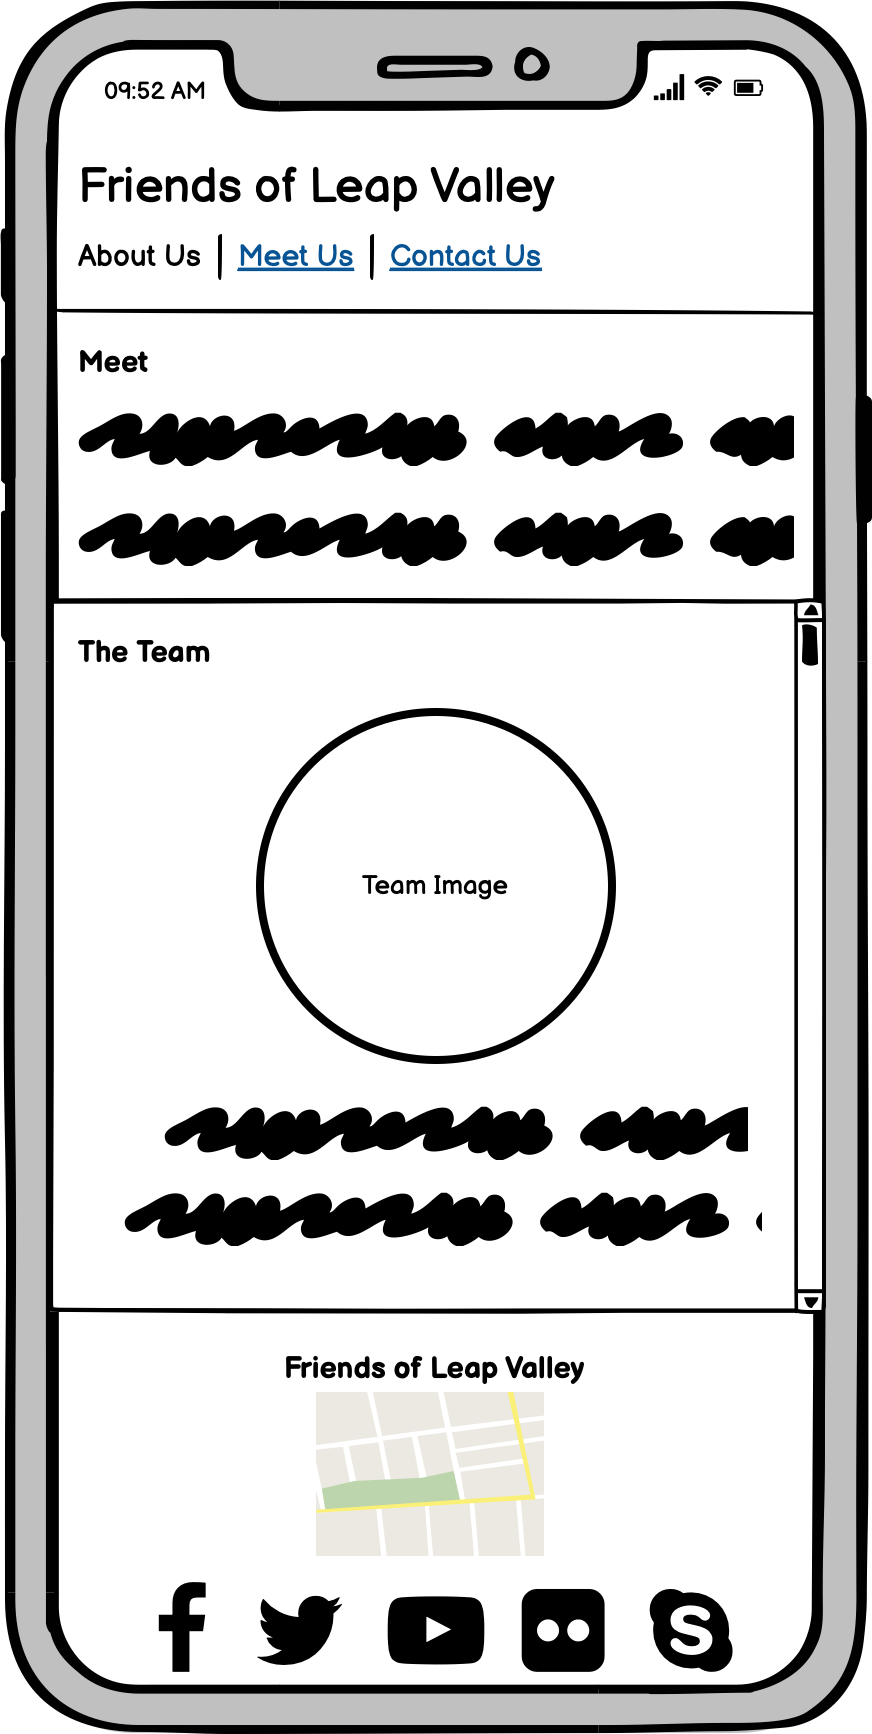 09:52 AM
Friends of Leap Valley
About Us | Meet Us | Contact Us
Meet
The Team
Team Image
Friends of Leap Valley